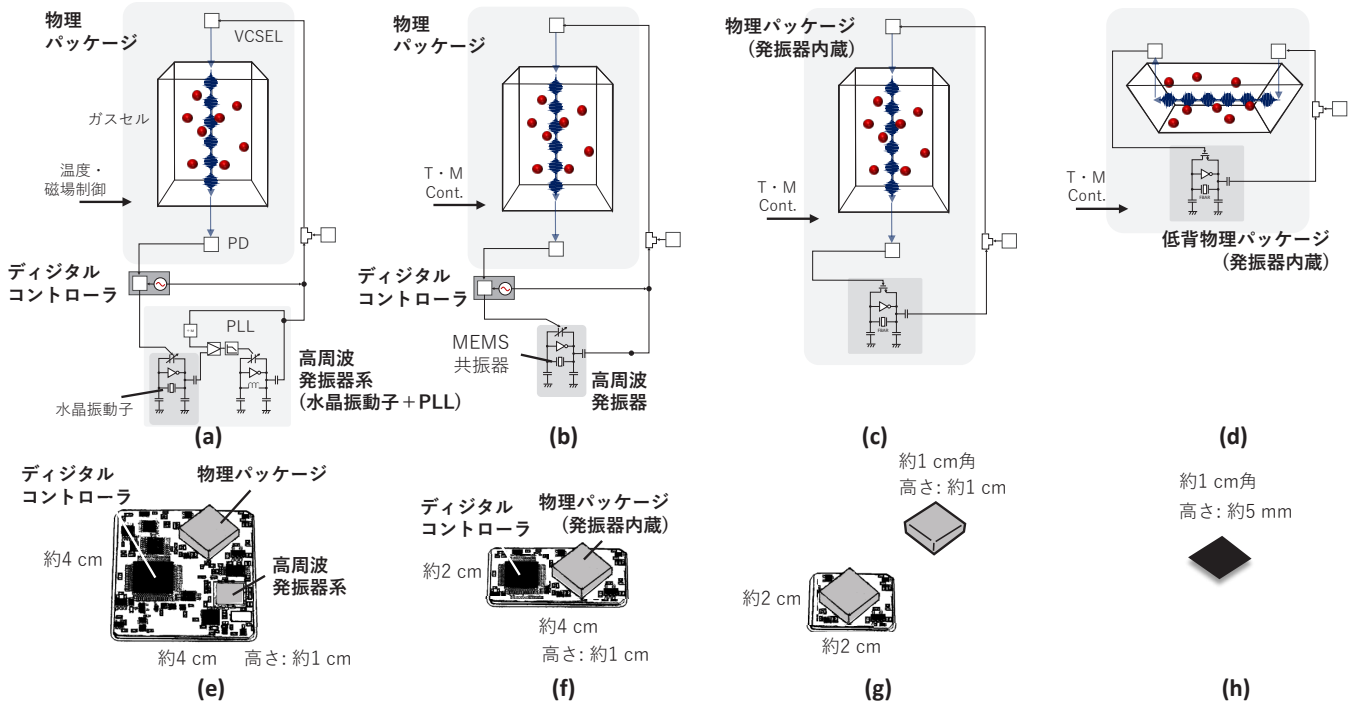 物理
パッケージ
VCSEL
ガスセル
温度・
磁場制御
PD
ディジタル
コントローラ
PLL
水晶振動子
高周波
発振器系
(水晶振動子＋PLL)
(a)
物理
パッケージ
T・M
Cont.
ディジタル
コントローラ
MEMS
共振器
高周波
発振器
(b)
物理パッケージ
(発振器内蔵)
T・M
Cont.
FBAR
(c)
T・M
Cont.
FBAR
低背物理パッケージ
(発振器内蔵)
(d)
ディジタル
コントローラ
物理パッケージ
約4 cm
高周波
発振器系
約4 cm
高さ: 約1 cm
(e)
ディジタル
コントローラ
物理パッケージ
(発振器内蔵)
約2 cm
約4 cm
高さ: 約1 cm
(f)
約1 cm角
高さ: 約1 cm
約2 cm
約2 cm
(g)
約1 cm角
高さ: 約5 mm
(h)